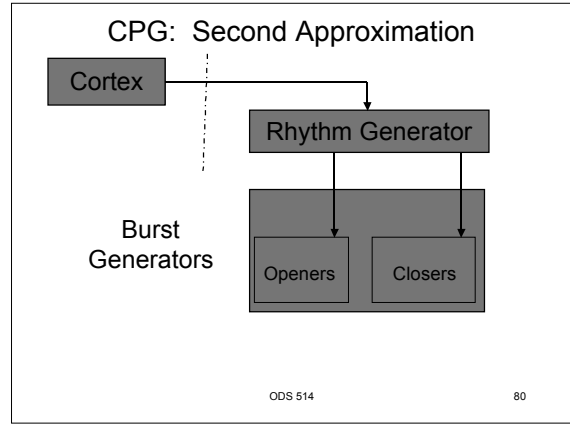 CPG: Second Approximation
Cortex
Rhythm Generator
Burst
Generators
Openers
Closers
ODS 514
80